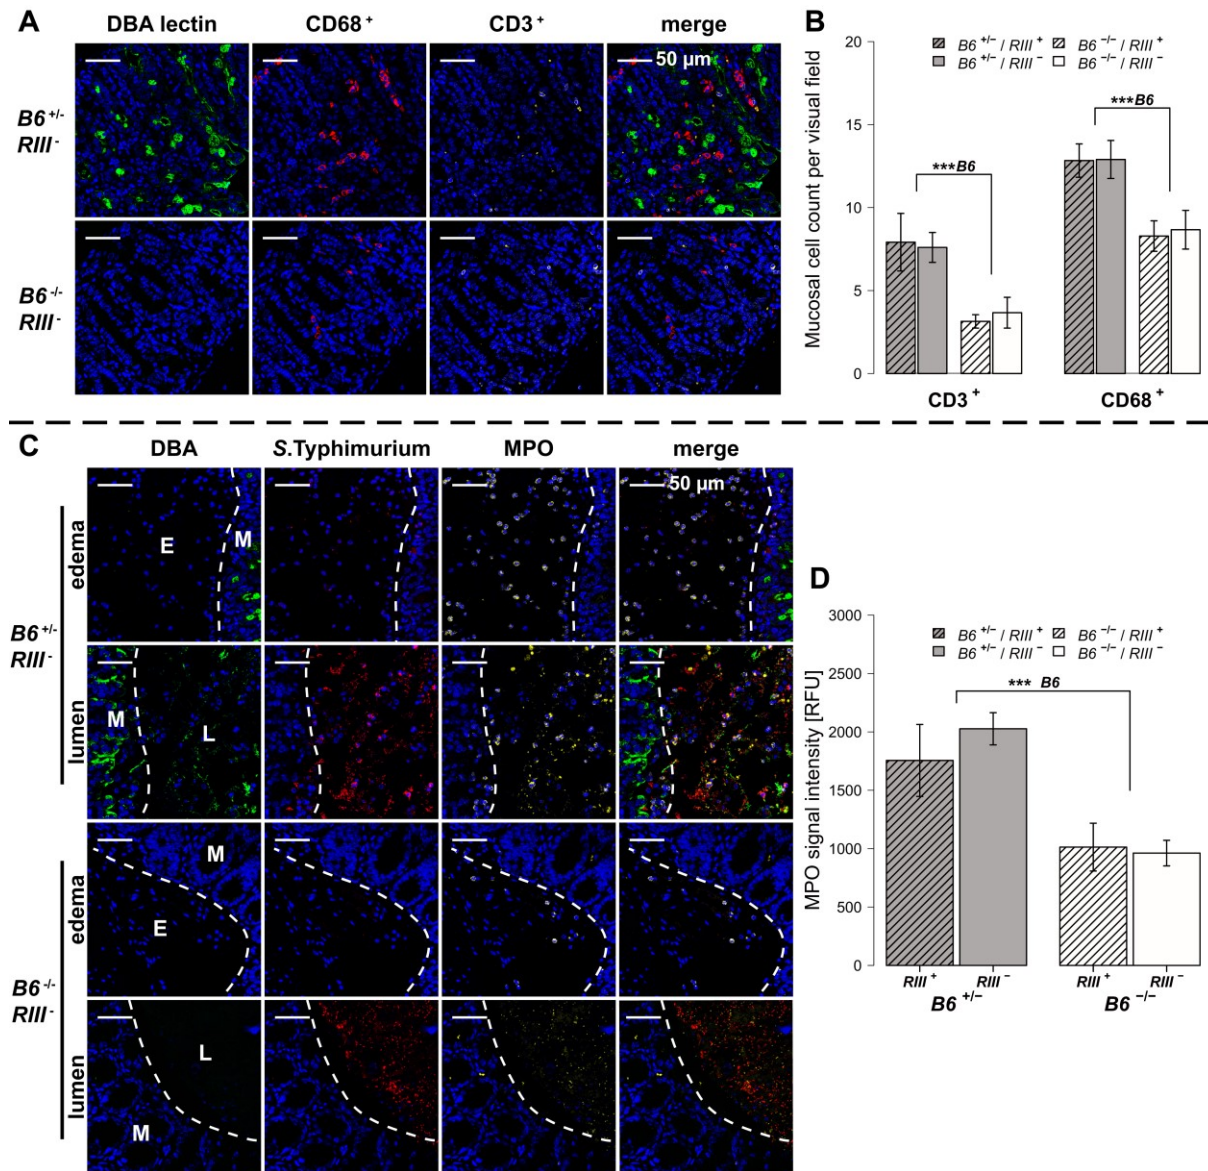 A
DBA lectin CD68 + CD3 + merge
50 µm
B6 +/-
RIII -
B6 -/-
RIII -
B
B6 +/− / RIII + B6 −/− / RIII +
B6 +/− / RIII − B6 −/− / RIII −
20
15
10
5
0
Mucosal cell count per visual field
***B6
***B6
CD3 + CD68 +
C
DBA S.Typhimurium MPO merge
50 µm
edema
E M
B6 +/-
RIII -
lumen
M L
edema
M
E
B6 -/-
RIII -
lumen
L
M
D
B6 +/− / RIII + B6 −/− / RIII +
B6 +/− / RIII − B6 −/− / RIII −
3000
2500
2000
1500
1000
500
0
MPO signal intensity [RFU]
*** B6
RIII + RIII − RIII + RIII −
B6 +/− B6 −/−